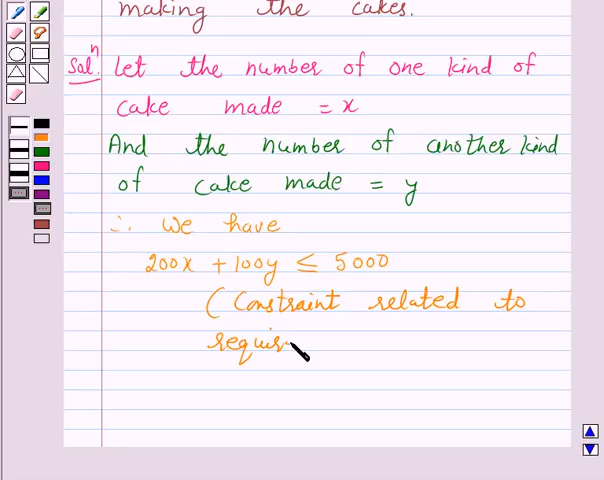 making the cakes.
Solⁿ. Let the number of one kind of
cake made = x
And the number of another kind
of cake made = y
∴ We have
200x + 100y ≤ 5000
( Constraint related to
requir